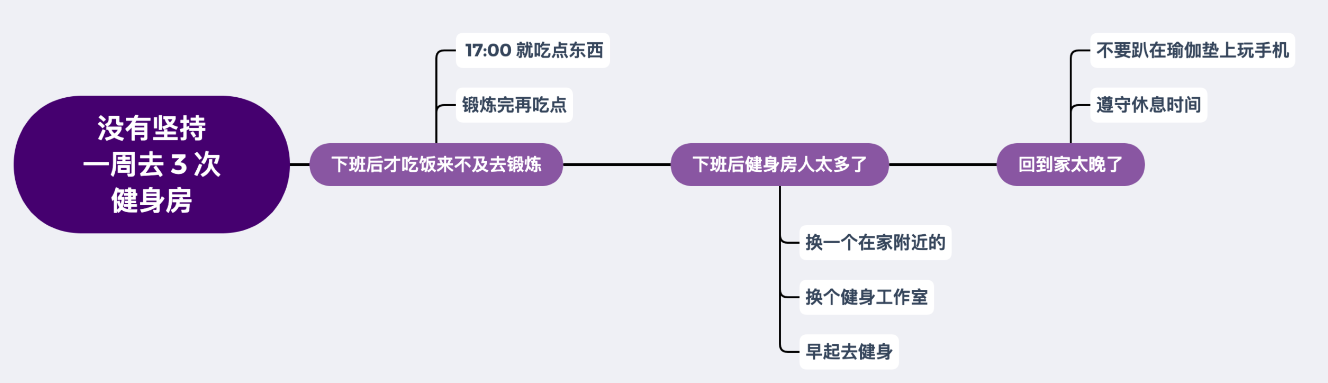 没有坚持
一周去 3 次
健身房
下班后才吃饭来不及去锻炼
17:00 就吃点东西
锻炼完再吃点
下班后健身房人太多了
换一个在家附近的
换个健身工作室
早起去健身
回到家太晚了
不要趴在瑜伽垫上玩手机
遵守休息时间